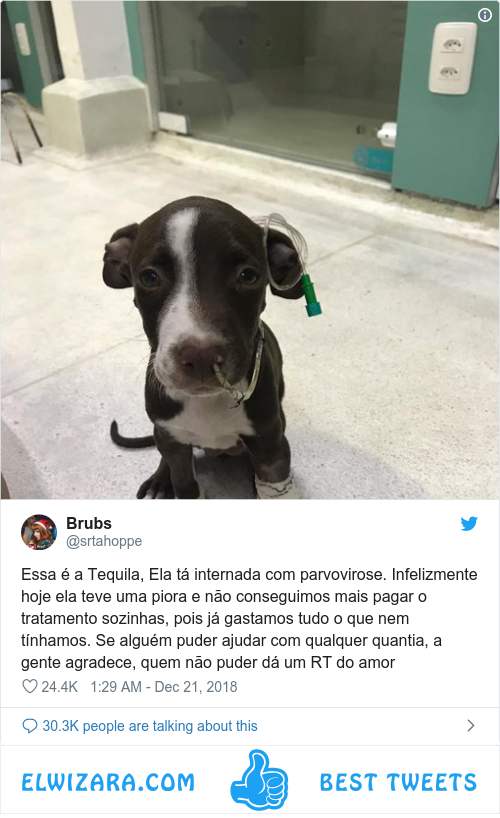 Brubs
@srtahoppe
Essa é a Tequila, Ela tá internada com parvovirose. Infelizmente
hoje ela teve uma piora e não conseguimos mais pagar o
tratamento sozinhas, pois já gastamos tudo o que nem
tínhamos. Se alguém puder ajudar com qualquer quantia, a
gente agradece, quem não puder dá um RT do amor
24.4K 1:29 AM - Dec 21, 2018
30.3K people are talking about this
ELWIZARA.COM BEST TWEETS